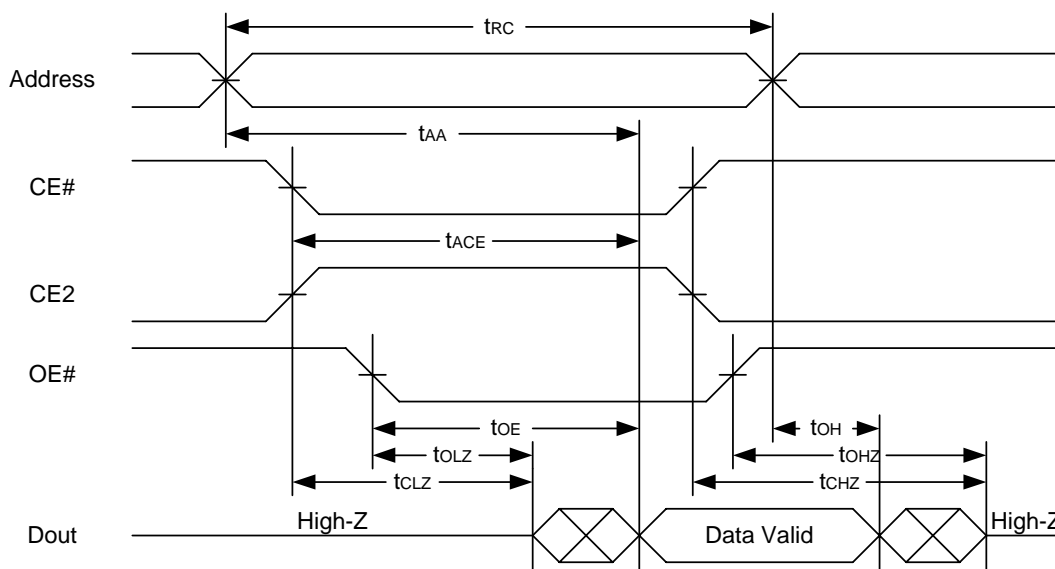 tRC
Address
tAA
CE#
tACE
CE2
OE#
tOE
tOH
tOLZ
tOHZ
tCLZ
tCHZ
High-Z
Data Valid
High-Z
Dout